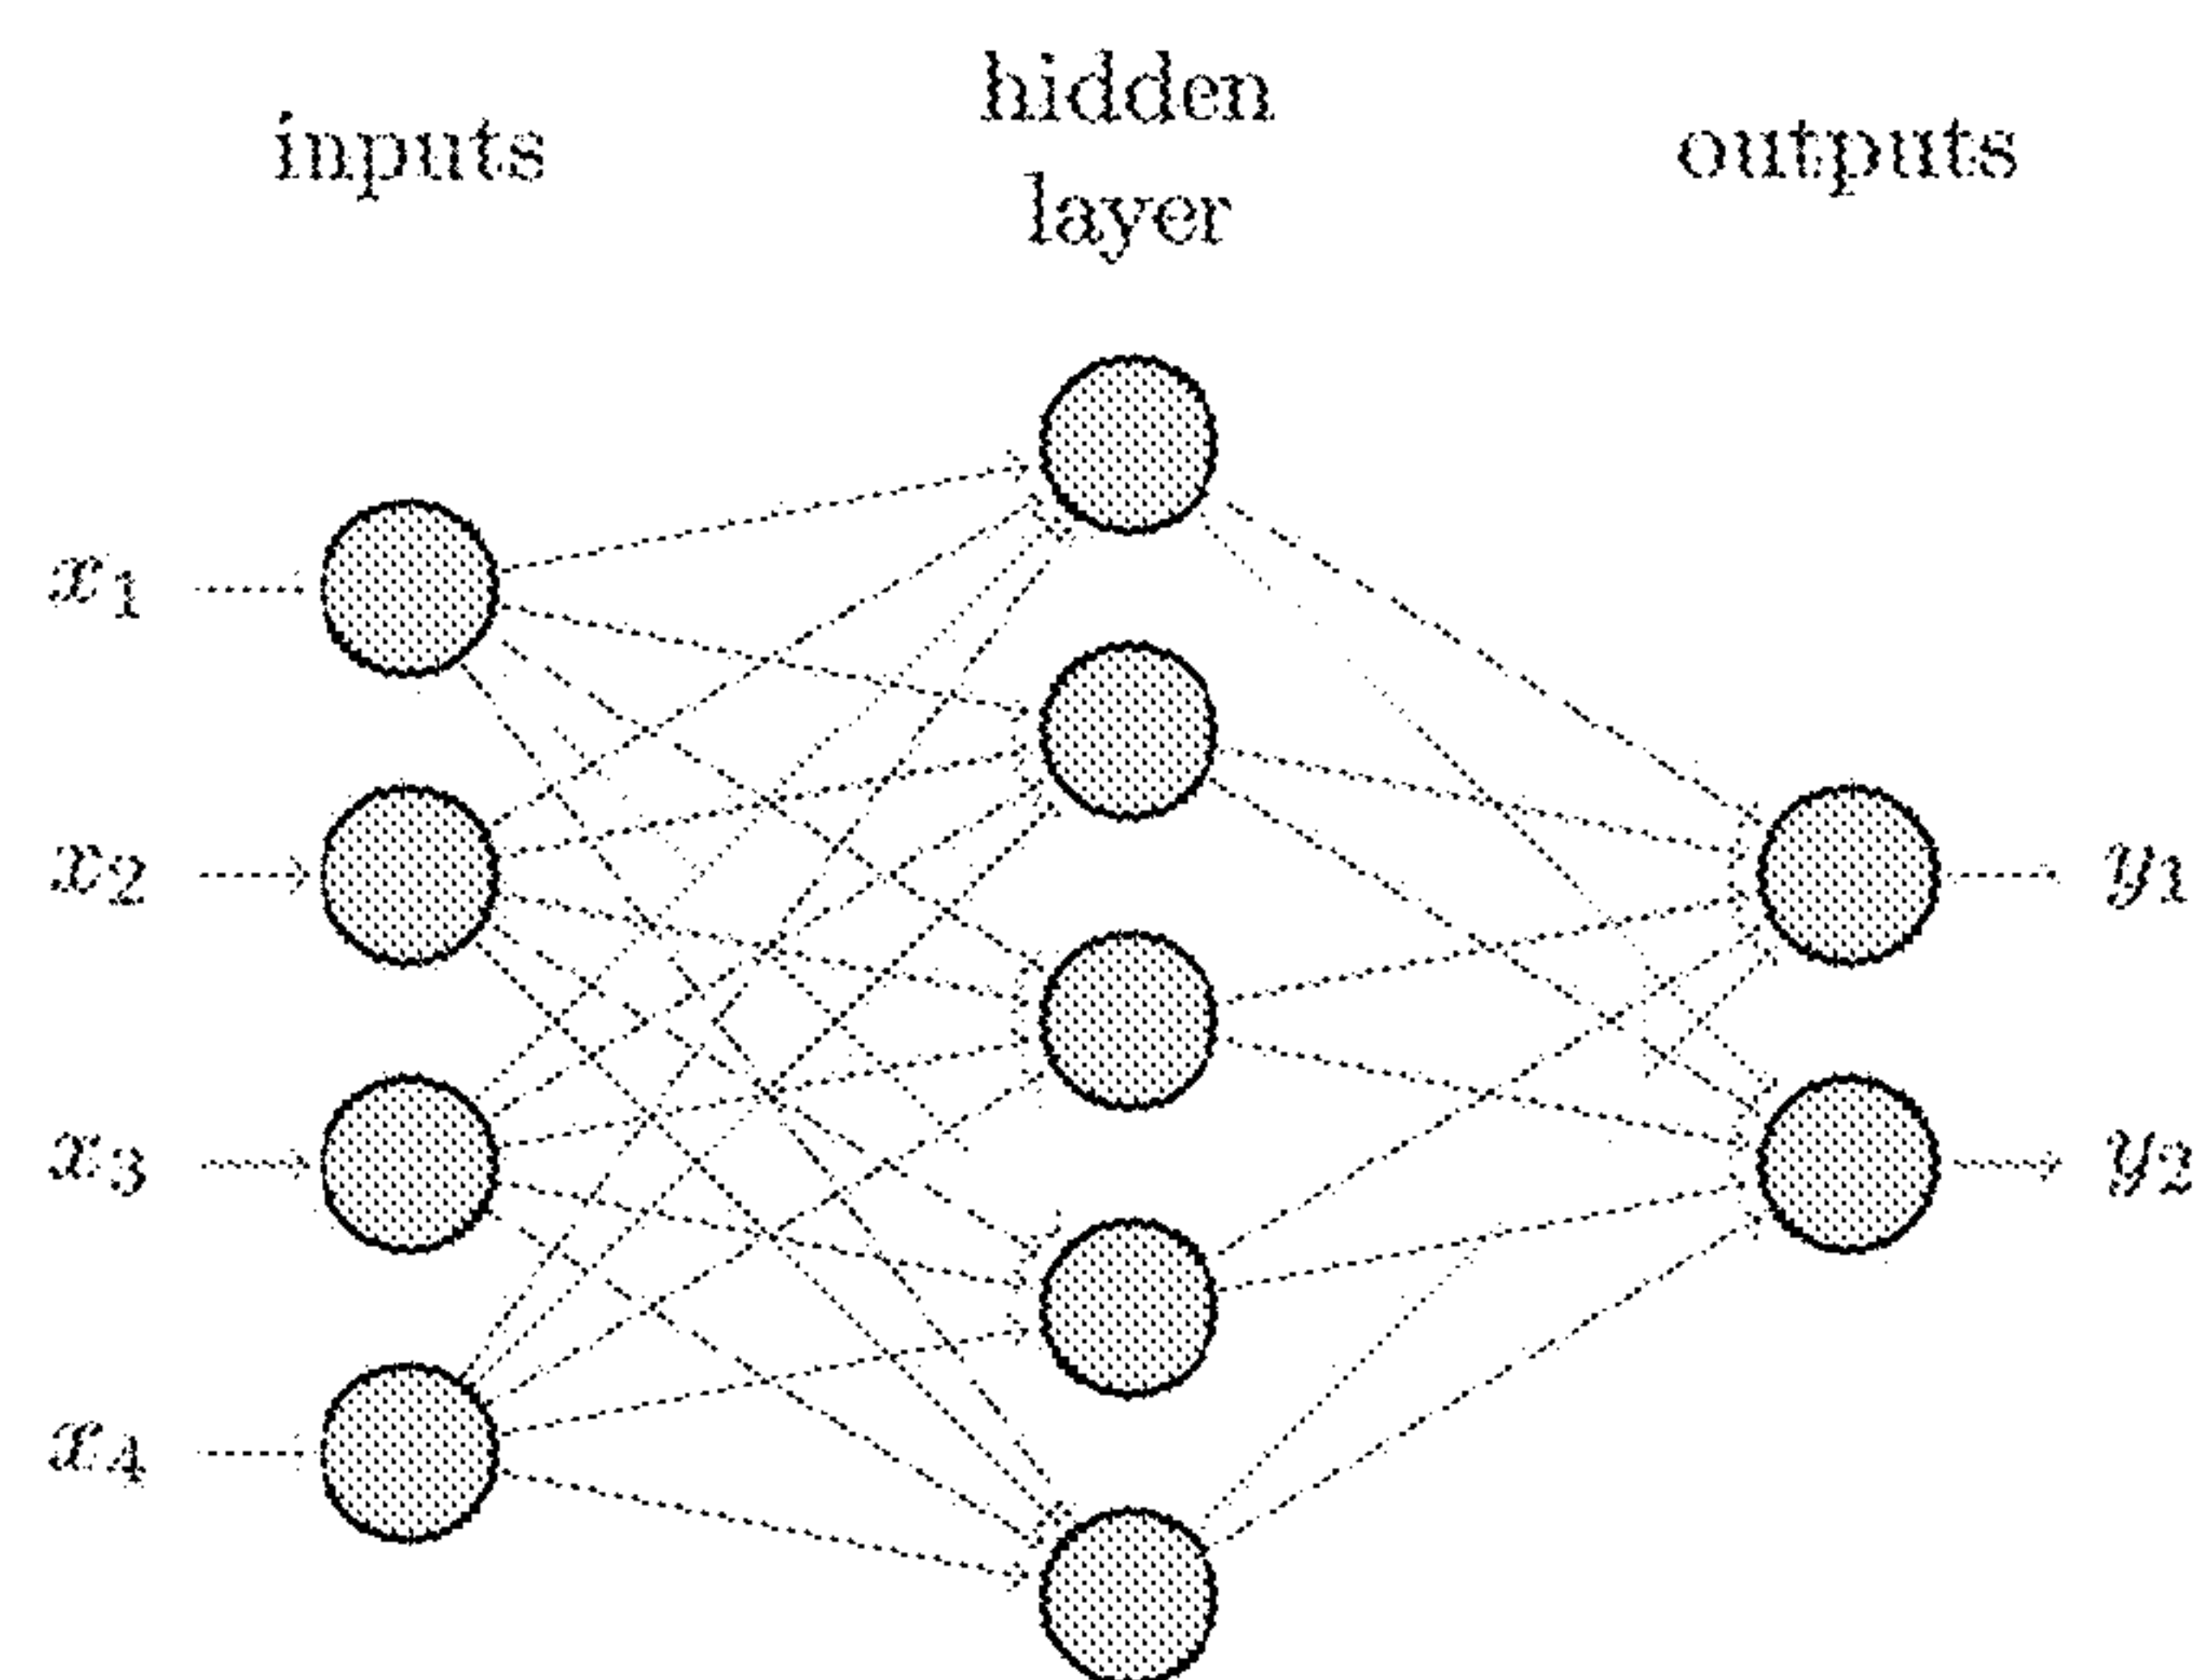 inputs
hidden
layer
outputs
x1
x2
x3
x4
y1
y2